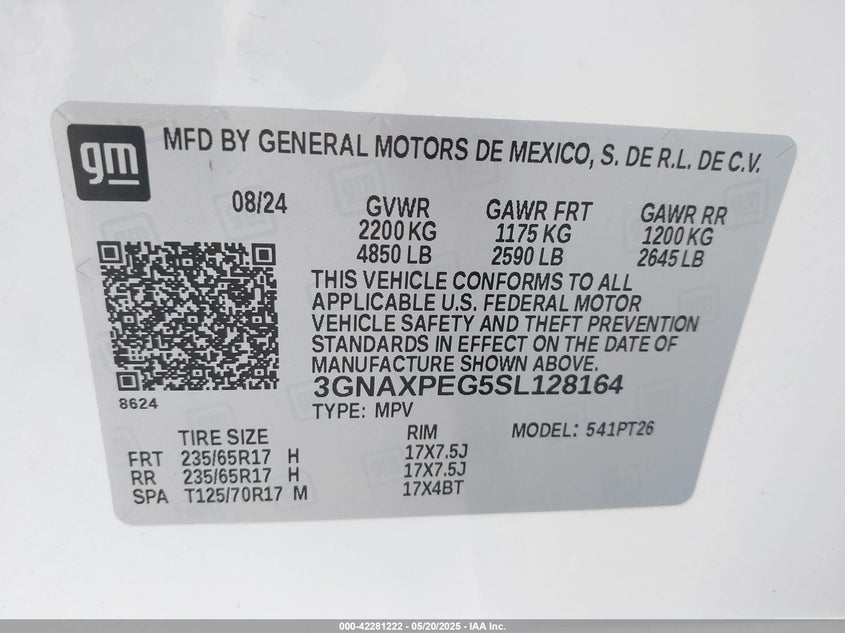 gm
MFD BY GENERAL MOTORS DE MEXICO, S. DE R.L. DE C.V.
08/24 GVWR GAWR FRT GAWR RR
2200 KG 1175 KG 1200 KG
4850 LB 2590 LB 2645 LB
THIS VEHICLE CONFORMS TO ALL
APPLICABLE U.S. FEDERAL MOTOR
VEHICLE SAFETY AND THEFT PREVENTION
STANDARDS IN EFFECT ON THE DATE OF
MANUFACTURE SHOWN ABOVE.
3GNAXPEG5SL128164
8624
TYPE: MPV
TIRE SIZE RIM MODEL: 541PT26
FRT 235/65R17 H 17X7.5J
RR 235/65R17 H 17X7.5J
SPA T125/70R17 M 17X4BT
000-42281222 — 05/20/2025 — IAA Inc.